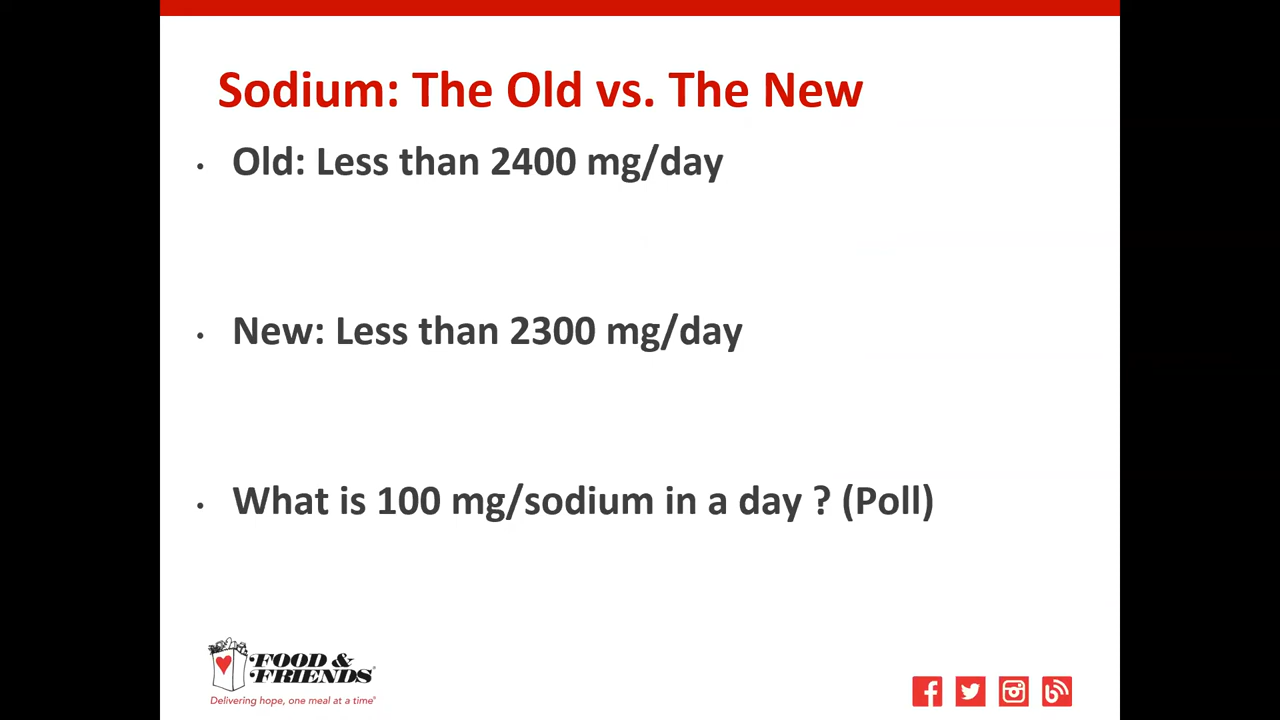 Sodium: The Old vs. The New
• Old: Less than 2400 mg/day
• New: Less than 2300 mg/day
• What is 100 mg/sodium in a day ? (Poll)
FOOD &
FRIENDS®
Delivering hope, one meal at a time®